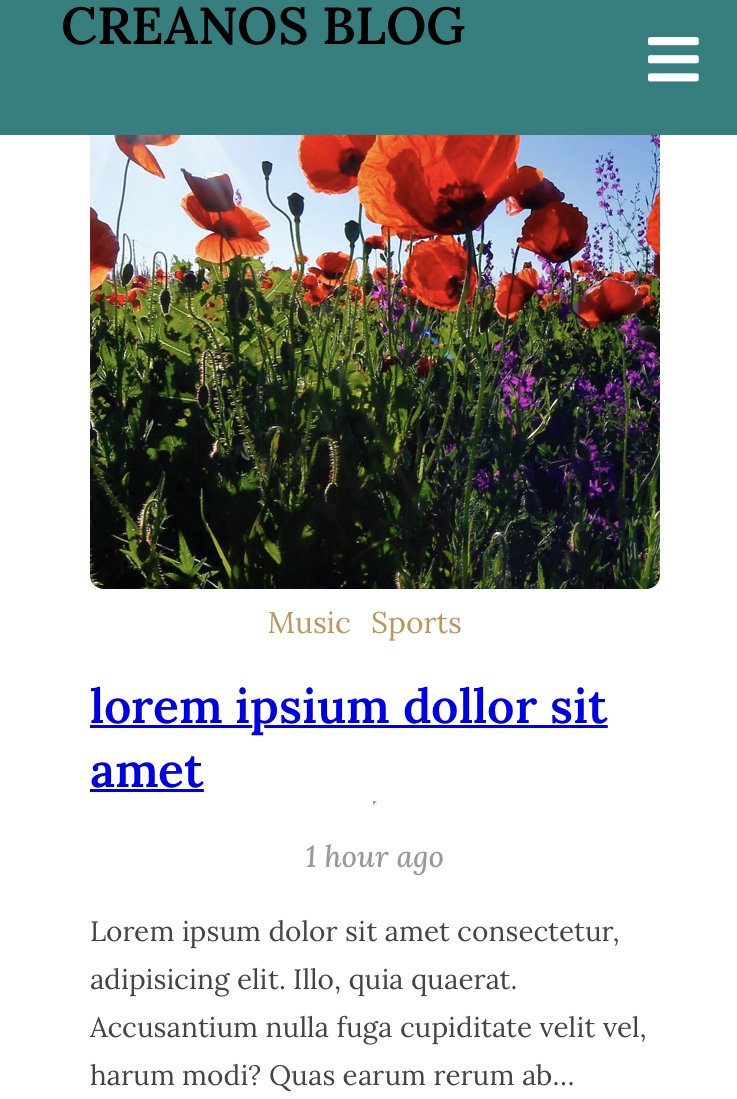 CREANOS BLOG
Music Sports
lorem ipsium dollor sit
amet
1 hour ago
Lorem ipsum dolor sit amet consectetur,
adipisicing elit. Illo, quia quaerat.
Accusantium nulla fuga cupiditate velit vel,
harum modi? Quas earum rerum ab...